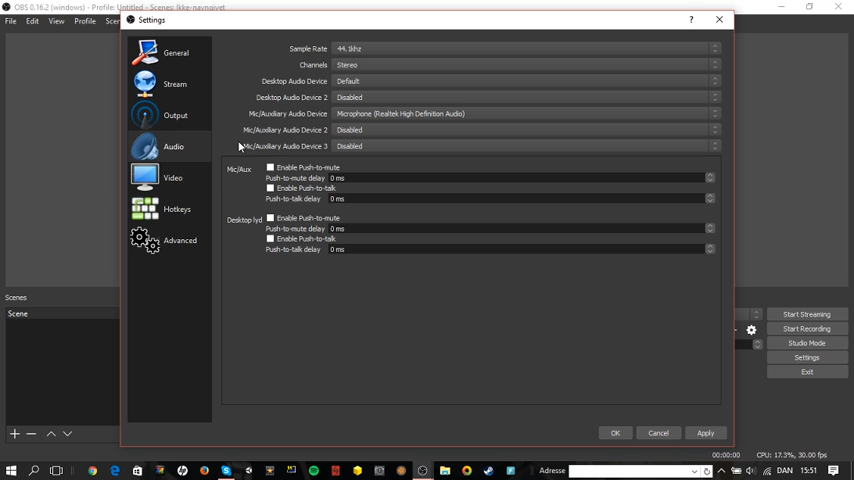 OBS 0.16.2 (windows) - Profile: Untitled - Scenes: Ikke-navngivet
File Edit View Profile Scen
Settings ?
General
Stream
Output
Audio
Video
Hotkeys
Advanced
Sample Rate 44.1khz
Channels Stereo
Desktop Audio Device Default
Desktop Audio Device 2 Disabled
Mic/Auxiliary Audio Device Microphone (Realtek High Definition Audio)
Mic/Auxiliary Audio Device 2 Disabled
Mic/Auxiliary Audio Device 3 Disabled
Mic/Aux Enable Push-to-mute
Push-to-mute delay 0 ms
Enable Push-to-talk
Push-to-talk delay 0 ms
Desktop lyd Enable Push-to-mute
Push-to-mute delay 0 ms
Enable Push-to-talk
Push-to-talk delay 0 ms
OK Cancel Apply
Scenes
Scene
Start Streaming
Start Recording
Studio Mode
Settings
Exit
00:00:00 CPU: 17.3%, 30.00 fps
Adresse DAN 15:51